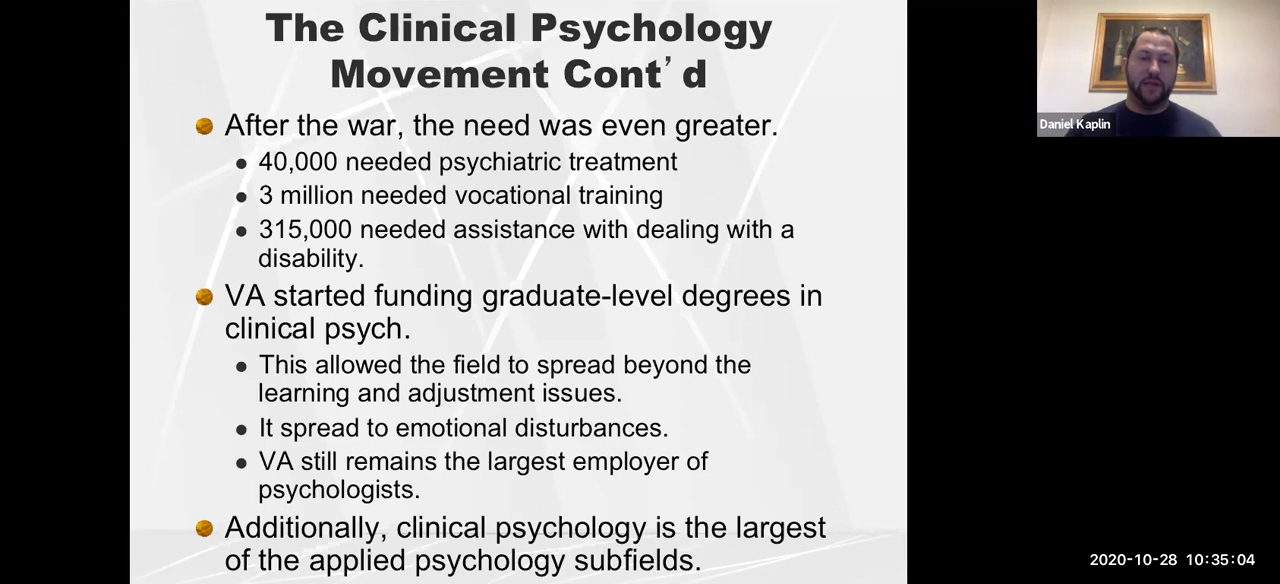 The Clinical Psychology
Movement Cont’d
After the war, the need was even greater.
40,000 needed psychiatric treatment
3 million needed vocational training
315,000 needed assistance with dealing with a
disability.
VA started funding graduate-level degrees in
clinical psych.
This allowed the field to spread beyond the
learning and adjustment issues.
It spread to emotional disturbances.
VA still remains the largest employer of
psychologists.
Additionally, clinical psychology is the largest
of the applied psychology subfields.
Daniel Kaplin
2020-10-28 10:35:04